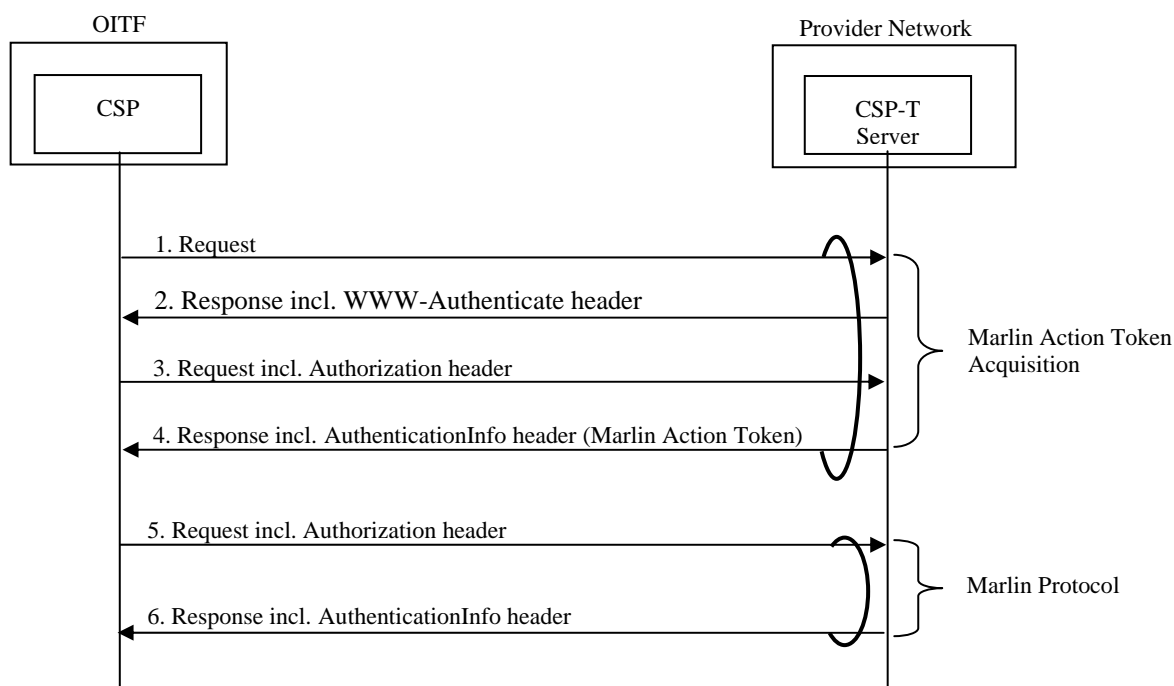 OITF
Provider Network
CSP
CSP-T
Server
1. Request
2. Response incl. WWW-Authenticate header
Marlin Action Token
Acquisition
3. Request incl. Authorization header
4. Response incl. AuthenticationInfo header (Marlin Action Token)
5. Request incl. Authorization header
Marlin Protocol
6. Response incl. AuthenticationInfo header